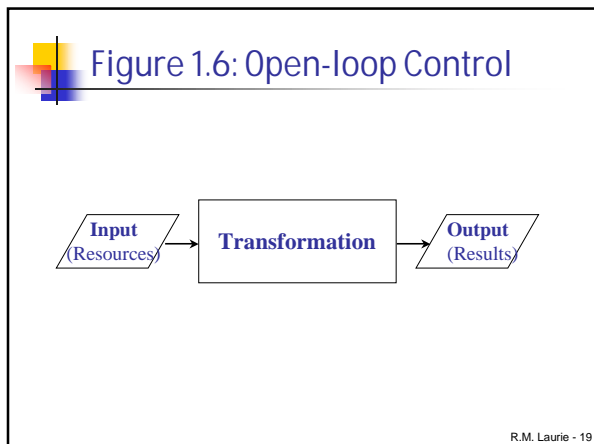 Figure 1.6: Open-loop Control
Input
(Resources)
Transformation
Output
(Results)
R.M. Laurie - 19